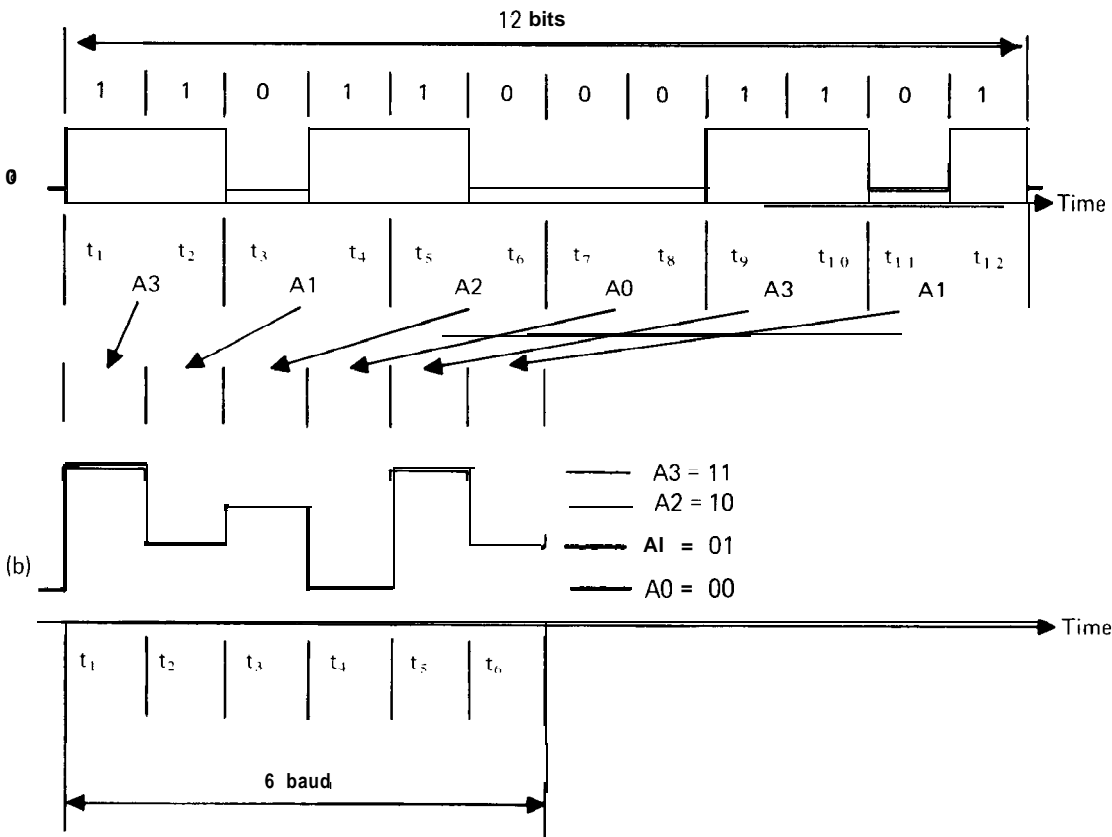 12 bits
1 1 0 1 1 0 0 0 1 1 0 1
0
Time
t₁ t₂ t₃ t₄ t₅ t₆ t₇ t₈ t₉ t₁₀ t₁₁ t₁₂
A3 A1 A2 A0 A3 A1
A3 = 11
A2 = 10
AI = 01
(b)
A0 = 00
Time
t₁ t₂ t₃ t₄ t₅ t₆
6 baud